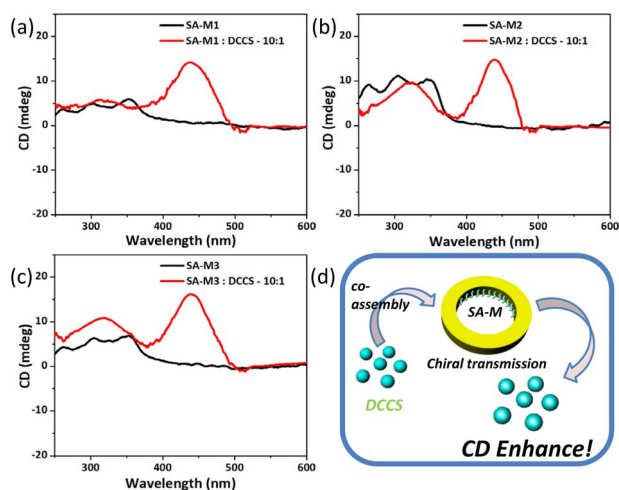 (a)
SA-M1
SA-M1 : DCCS - 10:1
CD (mdeg)
20
10
0
10
-20
300
400
500
600
Wavelength (nm)
(b)
SA-M2
SA-M2 : DCCS - 10:1
CD (mdeg)
20
10
0
10
-20
300
400
500
600
Wavelength (nm)
(c)
SA-M3
SA-M3 : DCCS - 10:1
CD (mdeg)
20
10
0
10
-20
300
400
500
600
Wavelength (nm)
(d)
co-
assembly
SA-M
Chiral transmission
DCCS
CD Enhance!